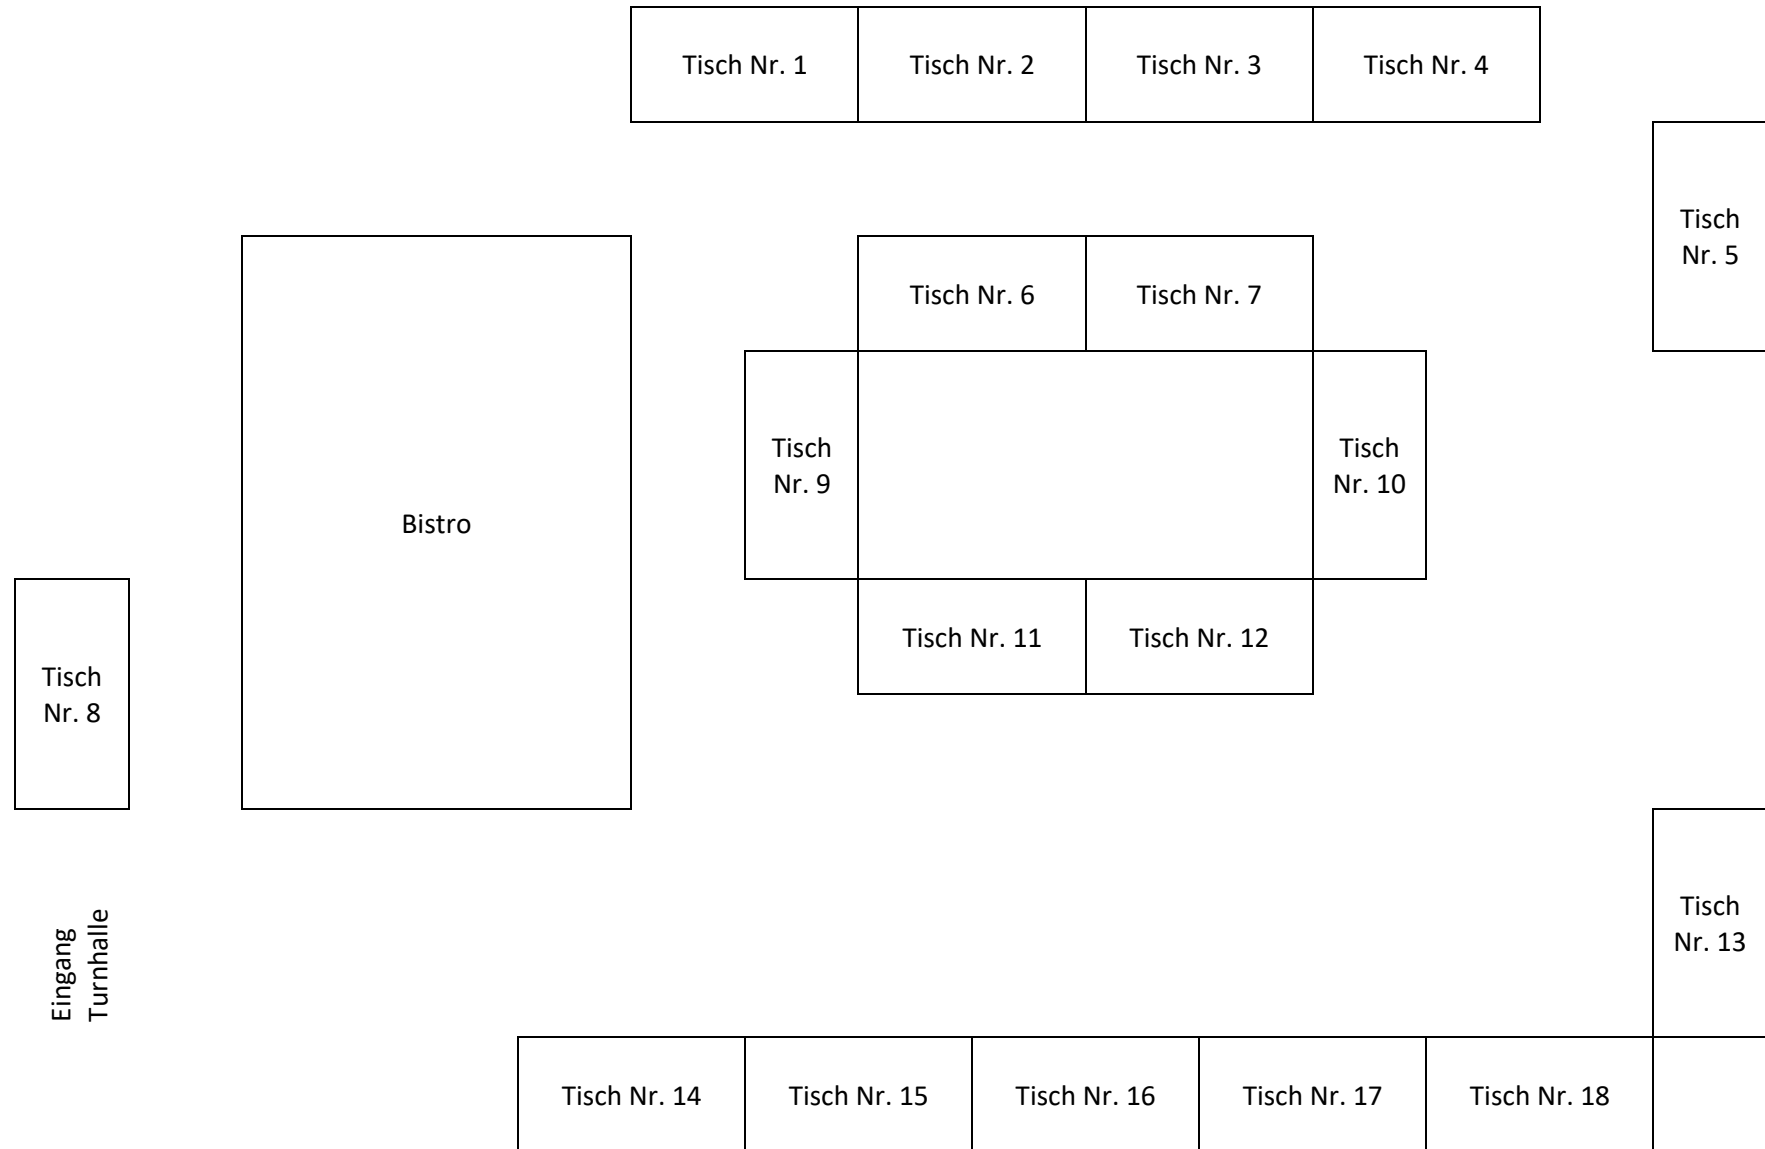 Tisch Nr. 1
Tisch Nr. 2
Tisch Nr. 3
Tisch Nr. 4
Tisch
Nr. 5
Tisch Nr. 6
Tisch Nr. 7
Tisch
Nr. 9
Tisch
Nr. 10
Bistro
Tisch Nr. 11
Tisch Nr. 12
Tisch
Nr. 8
Tisch
Nr. 13
Eingang
Turnhalle
Tisch Nr. 14
Tisch Nr. 15
Tisch Nr. 16
Tisch Nr. 17
Tisch Nr. 18